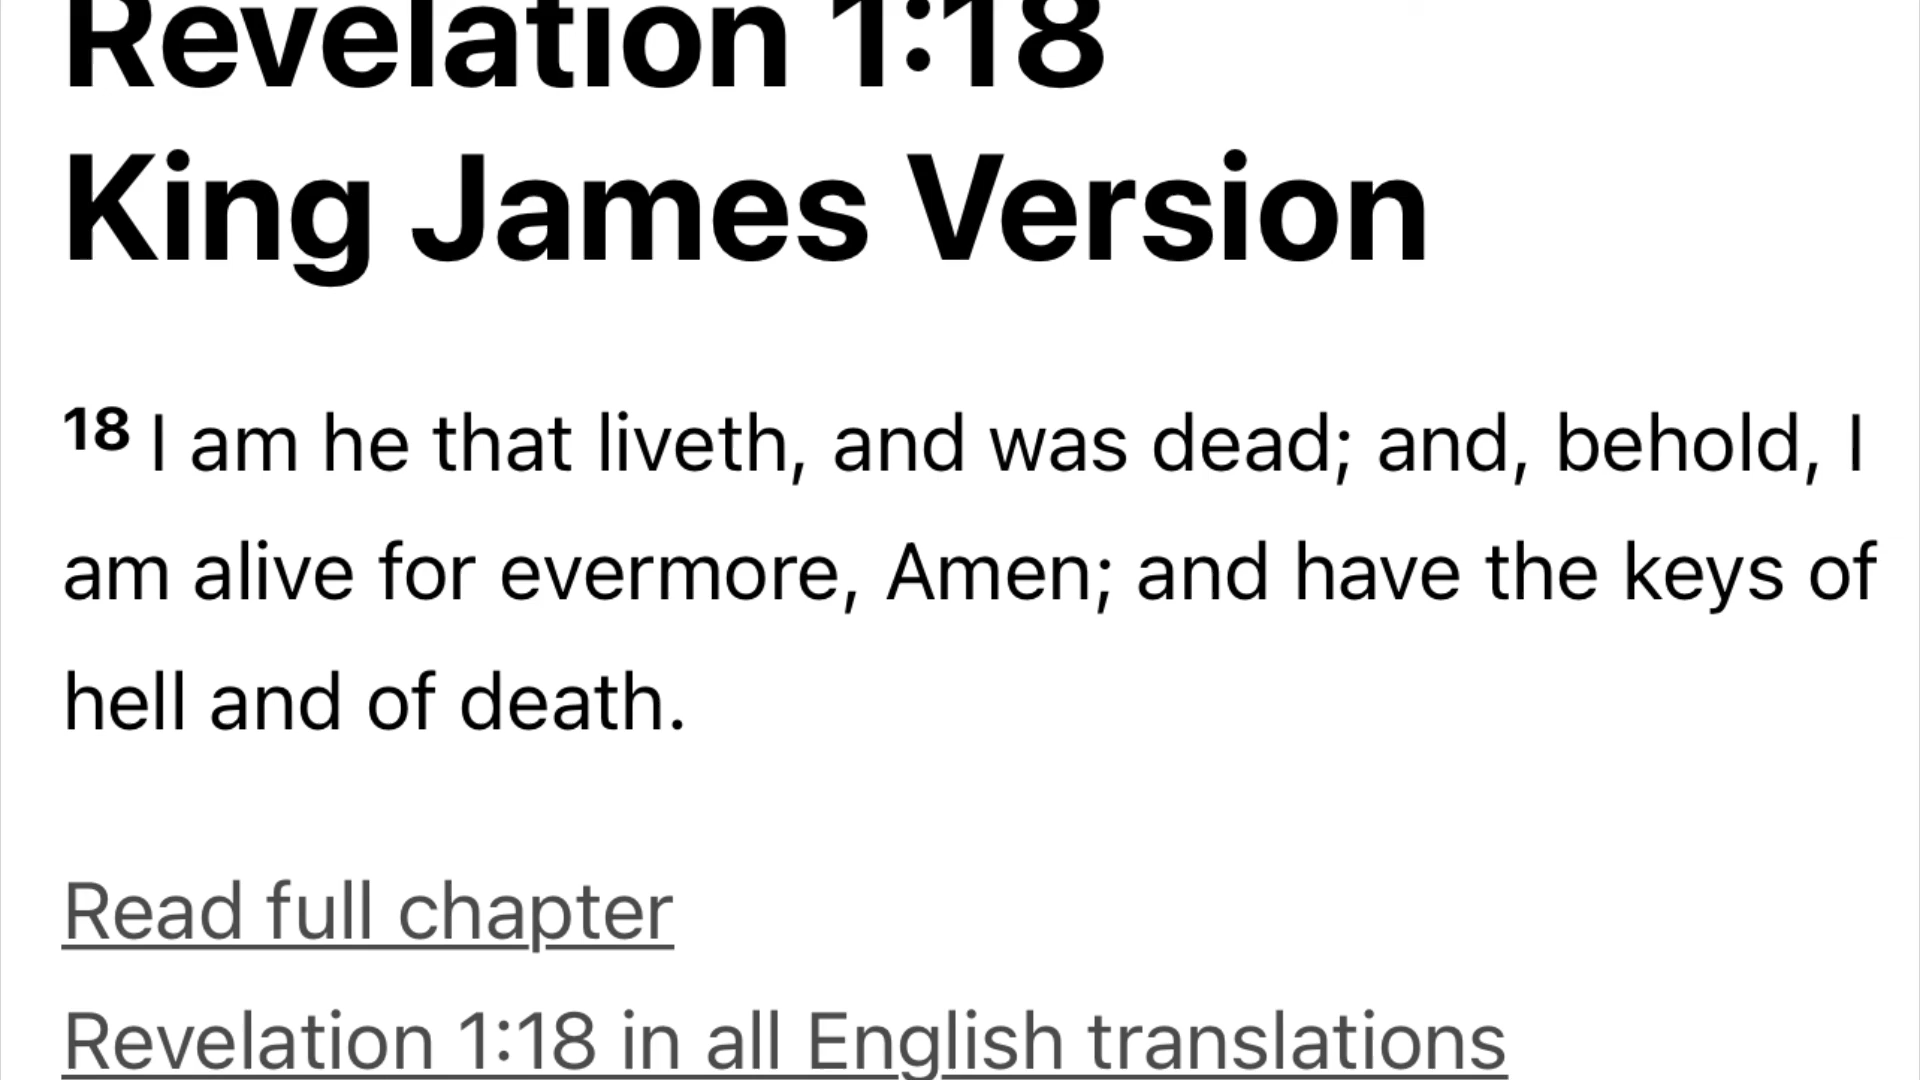 Revelation 1:18
King James Version
18 I am he that liveth, and was dead; and, behold, I
am alive for evermore, Amen; and have the keys of
hell and of death.
Read full chapter
Revelation 1:18 in all English translations